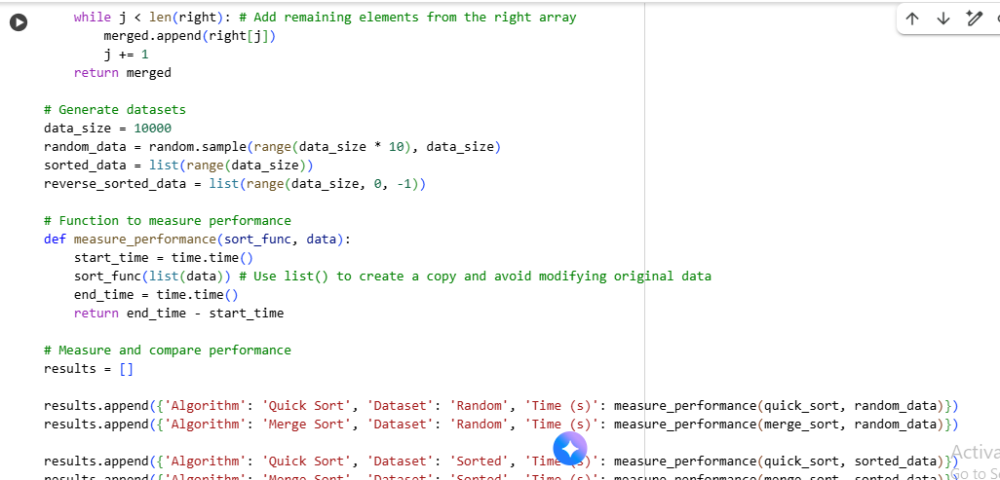 while j < len(right): # Add remaining elements from the right array
        merged.append(right[j])
        j += 1
    return merged

# Generate datasets
data_size = 10000
random_data = random.sample(range(data_size * 10), data_size)
sorted_data = list(range(data_size))
reverse_sorted_data = list(range(data_size, 0, -1))

# Function to measure performance
def measure_performance(sort_func, data):
    start_time = time.time()
    sort_func(list(data)) # Use list() to create a copy and avoid modifying original data
    end_time = time.time()
    return end_time - start_time

# Measure and compare performance
results = []

results.append({'Algorithm': 'Quick Sort', 'Dataset': 'Random', 'Time (s)': measure_performance(quick_sort, random_data)})
results.append({'Algorithm': 'Merge Sort', 'Dataset': 'Random', 'Time (s)': measure_performance(merge_sort, random_data)})

results.append({'Algorithm': 'Quick Sort', 'Dataset': 'Sorted', 'Time (s)': measure_performance(quick_sort, sorted_data)})
results.append({'Algorithm': 'Merge Sort', 'Dataset': 'Sorted', 'Time (s)': measure_performance(merge_sort, sorted_data)})
Activa
Go to S